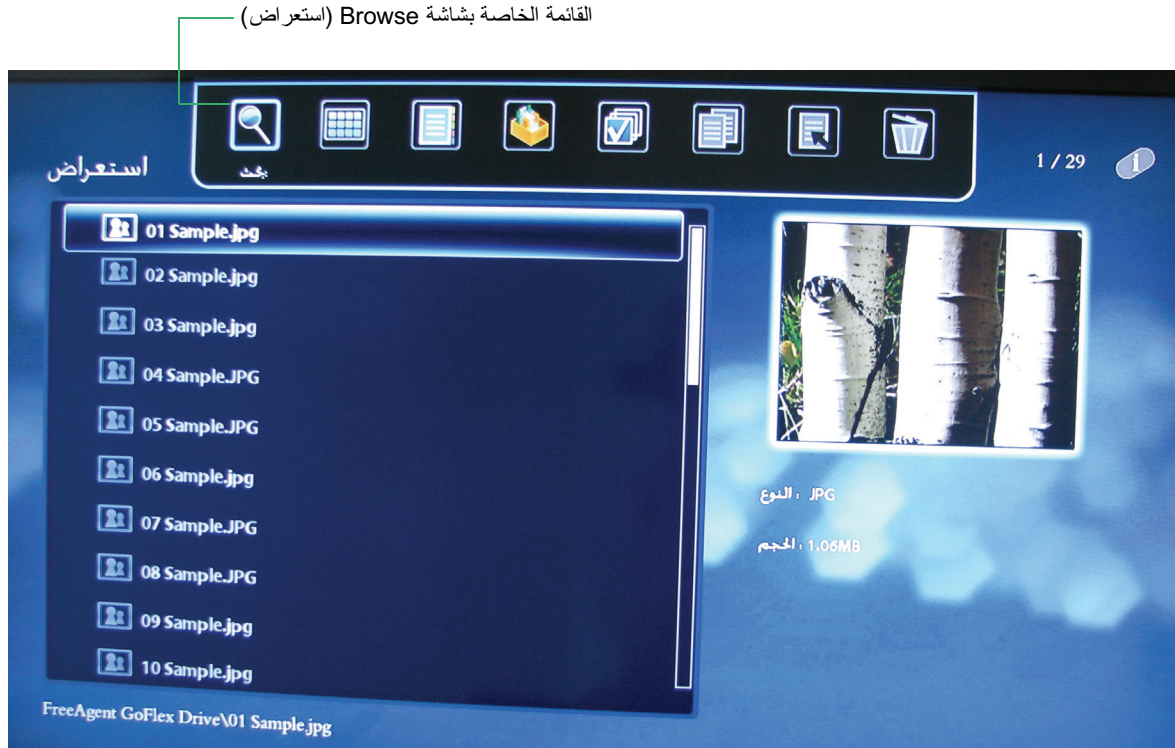 القائمة الخاصة بشاشة Browse (استعراض)
استعراض
بحث
1 / 29
i
01 Sample.jpg
02 Sample.jpg
03 Sample.jpg
04 Sample.JPG
05 Sample.JPG
06 Sample.jpg
07 Sample.JPG
08 Sample.JPG
09 Sample.jpg
10 Sample.jpg
النوع: JPG
الحجم: 1.06MB
FreeAgent GoFlex Drive\01 Sample.jpg